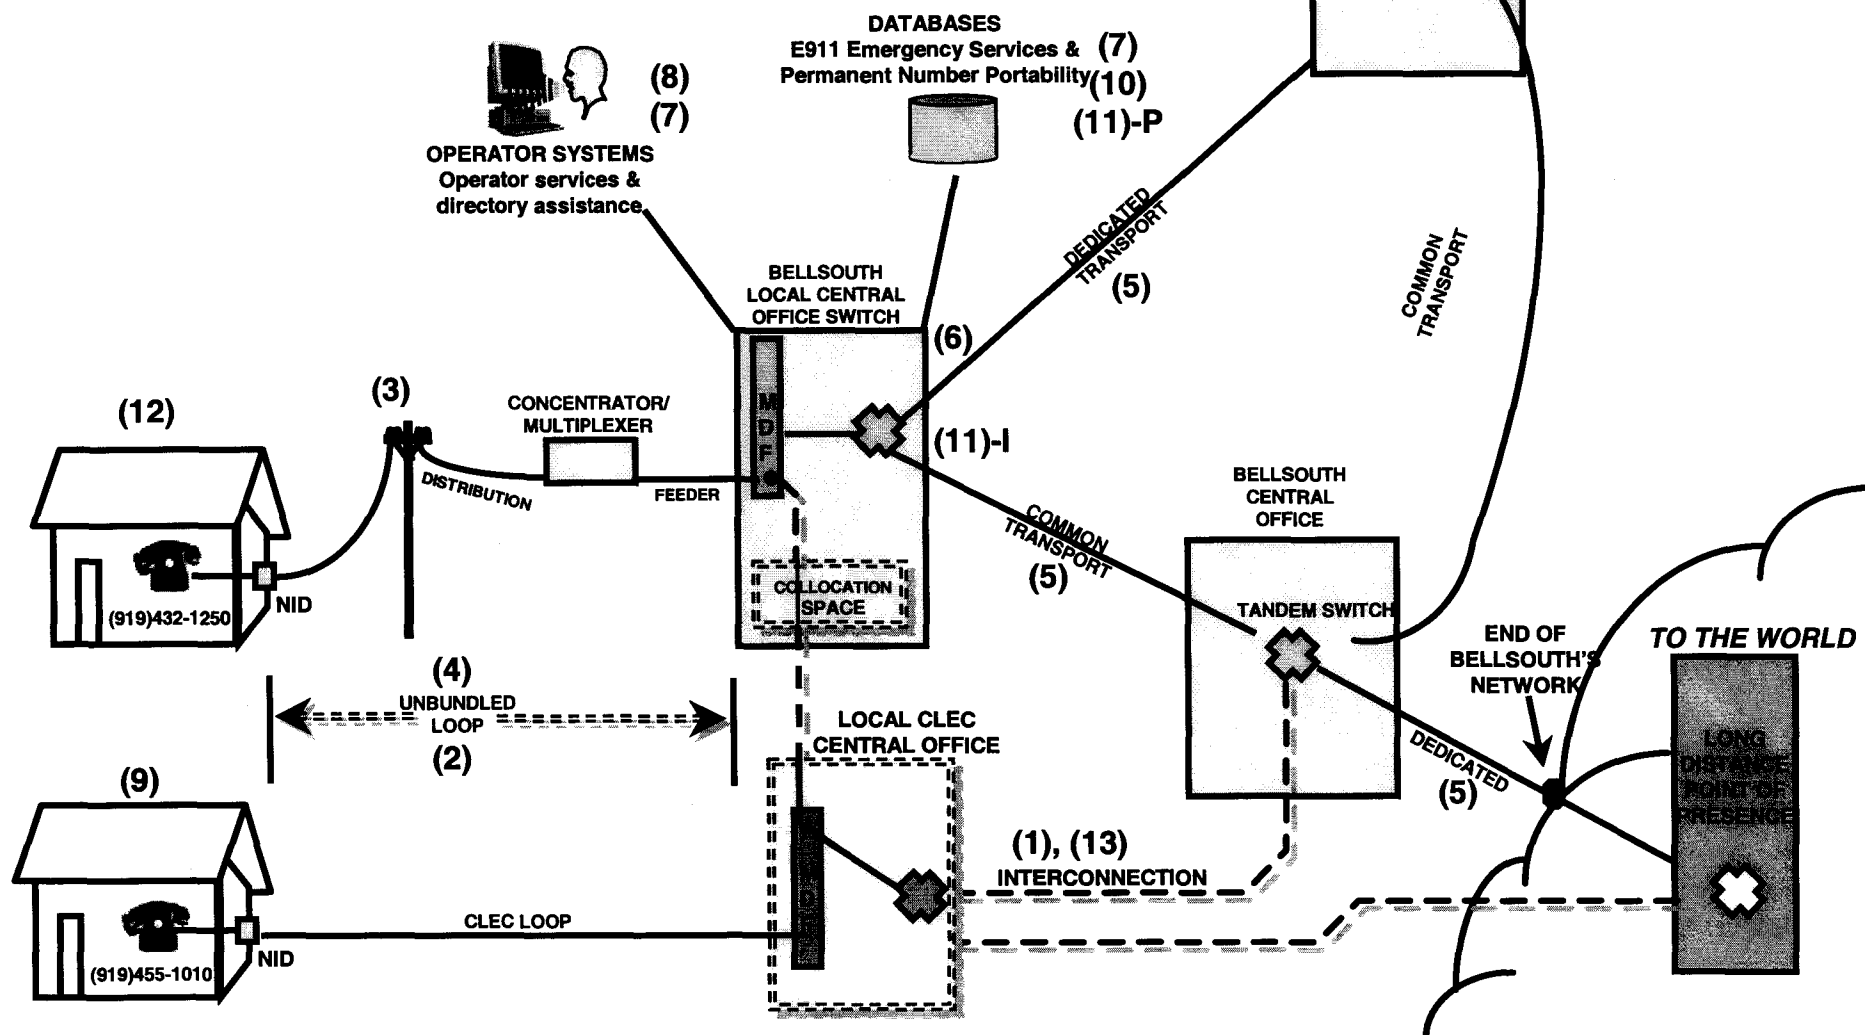 DATABASES
E911 Emergency Services &
Permanent Number Portability
(7)
(10)
(11)-P
(8)
(7)
OPERATOR SYSTEMS
Operator services &
directory assistance
DEDICATED
TRANSPORT
(5)
COMMON
TRANSPORT
BELLSOUTH
LOCAL CENTRAL
OFFICE SWITCH
(6)
(12)
(3)
CONCENTRATOR/
MULTIPLEXER
M
D
F
(11)-I
DISTRIBUTION
FEEDER
BELLSOUTH
CENTRAL
OFFICE
COMMON
TRANSPORT
(5)
COLLOCATION
SPACE
(919)432-1250
NID
TANDEM SWITCH
END OF
BELLSOUTH'S
NETWORK
TO THE WORLD
(4)
UNBUNDLED
LOOP
(2)
LOCAL CLEC
CENTRAL OFFICE
DEDICATED
(5)
LONG
DISTANCE
POINT OF
PRESENCE
(9)
(1), (13)
INTERCONNECTION
CLEC LOOP
(919)455-1010
NID